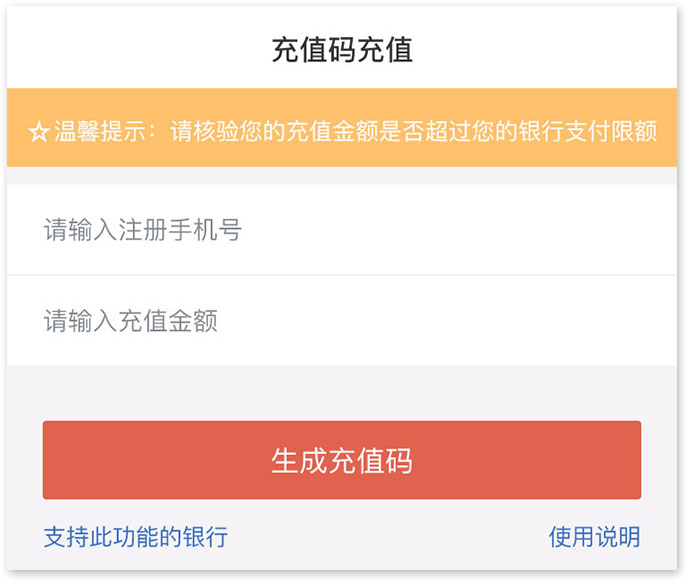 充值码充值
☆温馨提示：请核验您的充值金额是否超过您的银行支付限额
请输入注册手机号
请输入充值金额
生成充值码
支持此功能的银行
使用说明